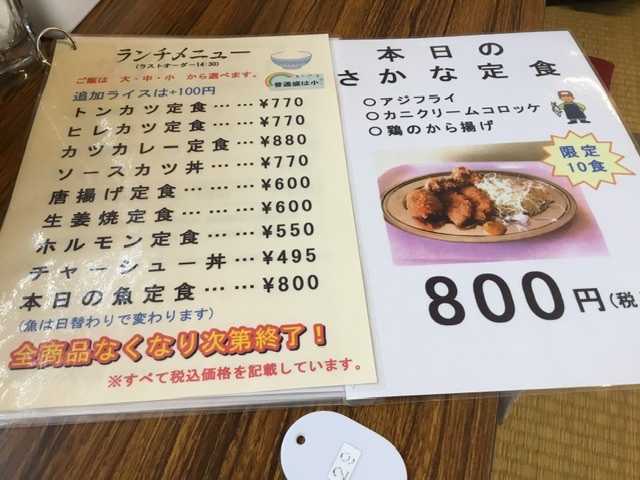 ランチメニュー
(ラストオーダー14:30)
ご飯は 大・中・小 から選べます。
普通盛は小
追加ライスは+100円
トンカツ定食……¥770
ヒレカツ定食……¥770
カツカレー定食…¥880
ソースカツ丼……¥770
唐揚げ定食………¥600
生姜焼定食………¥600
ホルモン定食……¥550
チャーシュー丼…¥495
本日の魚定食……¥800
(魚は日替わりで変わります)
全商品なくなり次第終了!
※すべて税込価格を記載しています。
本日の
さかな定食
○アジフライ
○カニクリームコロッケ
○鶏のから揚げ
限定
10食
800円(税
29